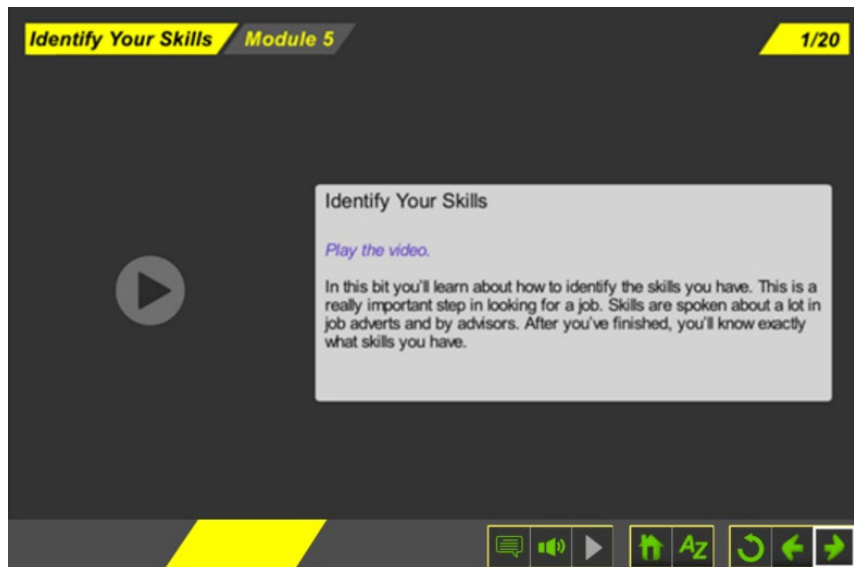 Identify Your Skills
Module 5
1/20
Identify Your Skills
Play the video.
In this bit you'll learn about how to identify the skills you have. This is a
really important step in looking for a job. Skills are spoken about a lot in
job adverts and by advisors. After you've finished, you'll know exactly
what skills you have.
AZ